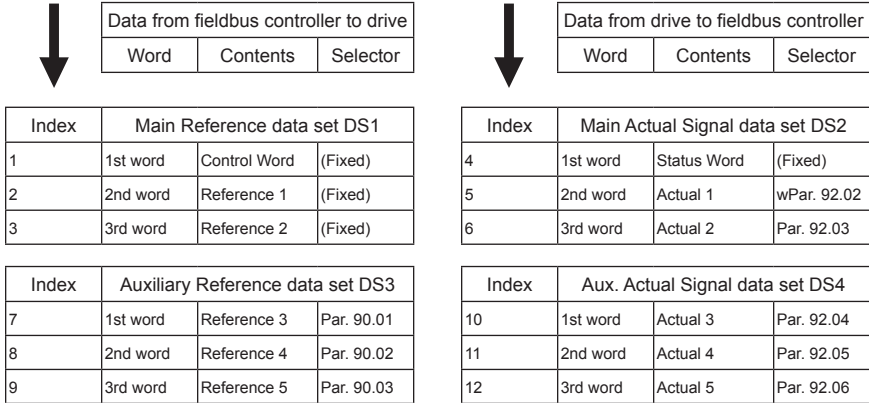 Data from fieldbus controller to drive
Word Contents Selector
Index Main Reference data set DS1
1 1st word Control Word (Fixed)
2 2nd word Reference 1 (Fixed)
3 3rd word Reference 2 (Fixed)
Index Auxiliary Reference data set DS3
7 1st word Reference 3 Par. 90.01
8 2nd word Reference 4 Par. 90.02
9 3rd word Reference 5 Par. 90.03
Data from drive to fieldbus controller
Word Contents Selector
Index Main Actual Signal data set DS2
4 1st word Status Word (Fixed)
5 2nd word Actual 1 wPar. 92.02
6 3rd word Actual 2 Par. 92.03
Index Aux. Actual Signal data set DS4
10 1st word Actual 3 Par. 92.04
11 2nd word Actual 4 Par. 92.05
12 3rd word Actual 5 Par. 92.06